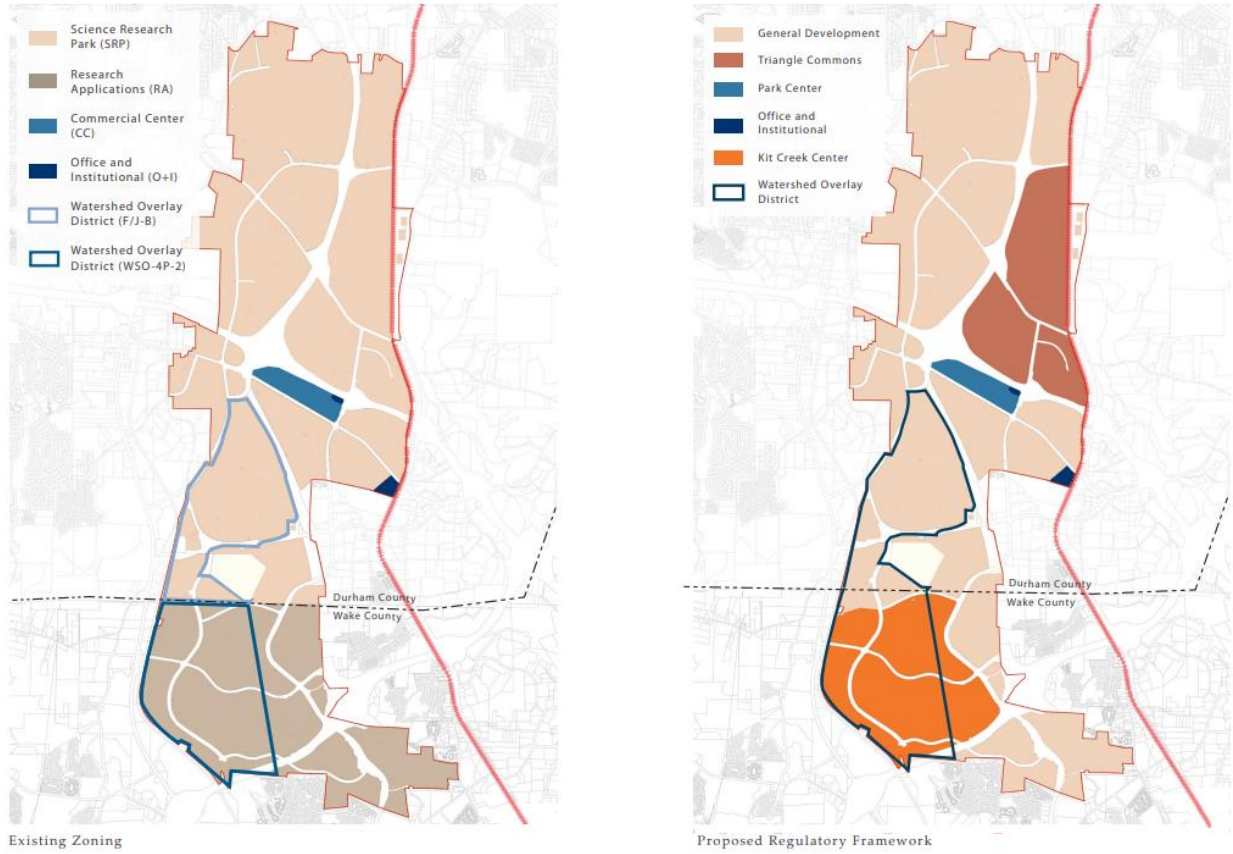 Science Research
Park (SRP)
Research
Applications (RA)
Commercial Center
(CC)
Office and
Institutional (O+I)
Watershed Overlay
District (F/J-B)
Watershed Overlay
District (WSO-4P-2)
Durham County
Wake County
Existing Zoning
General Development
Triangle Commons
Park Center
Office and
Institutional
Kit Creek Center
Watershed Overlay
District
Durham County
Wake County
Proposed Regulatory Framework